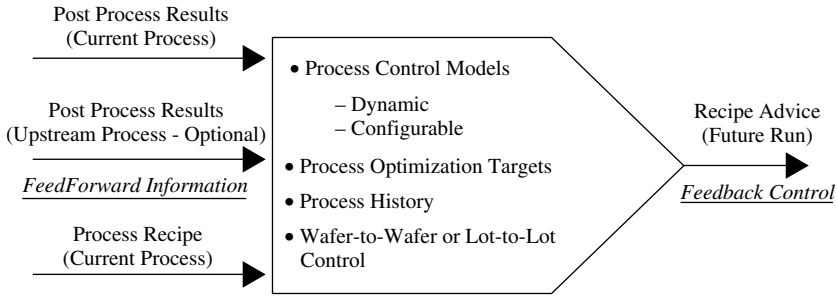 Post Process Results
(Current Process)
Post Process Results
(Upstream Process - Optional)
FeedForward Information
Process Recipe
(Current Process)
• Process Control Models
– Dynamic
– Configurable
• Process Optimization Targets
• Process History
• Wafer-to-Wafer or Lot-to-Lot
Control
Recipe Advice
(Future Run)
Feedback Control